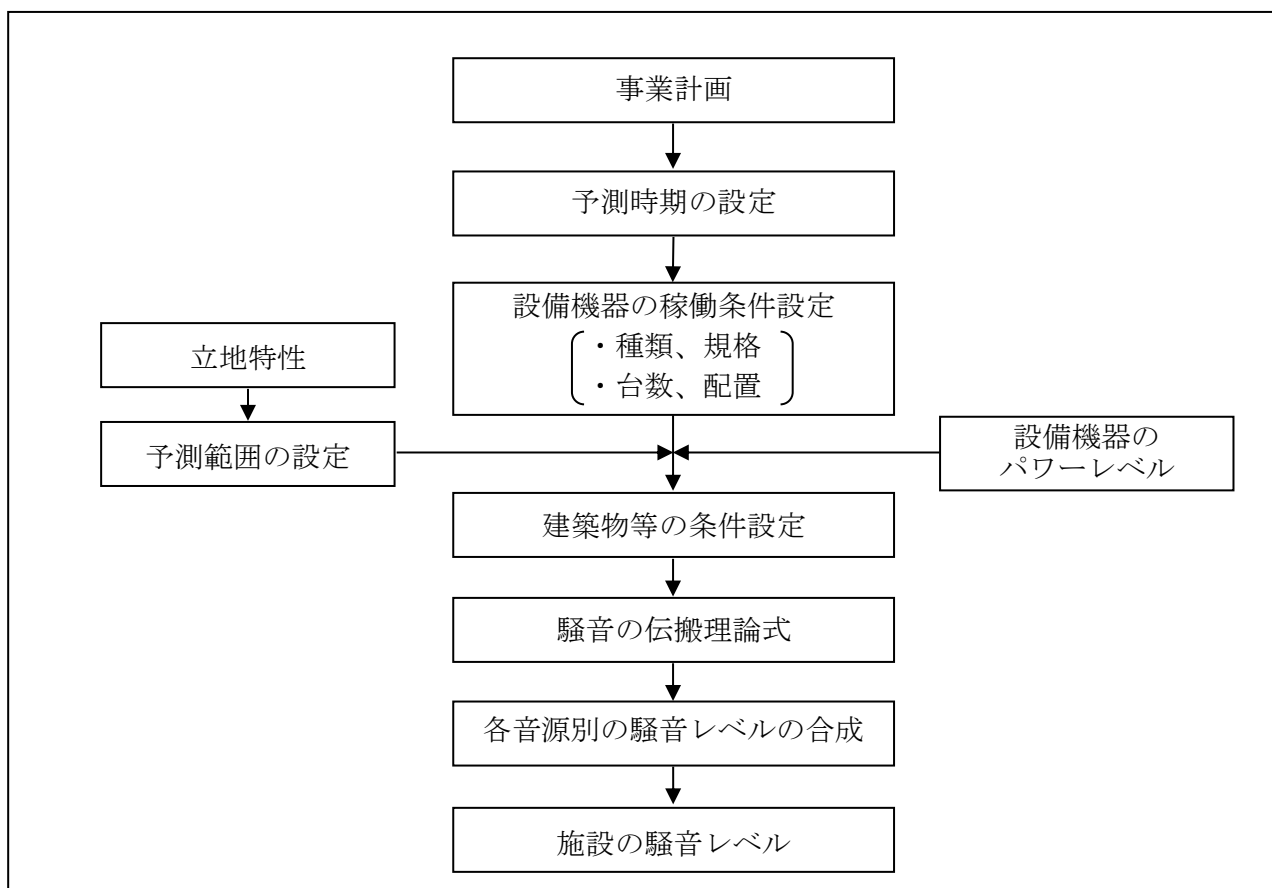 事業計画
予測時期の設定
設備機器の稼働条件設定
・種類、規格
・台数、配置
立地特性
予測範囲の設定
設備機器の
パワーレベル
建築物等の条件設定
騒音の伝搬理論式
各音源別の騒音レベルの合成
施設の騒音レベル